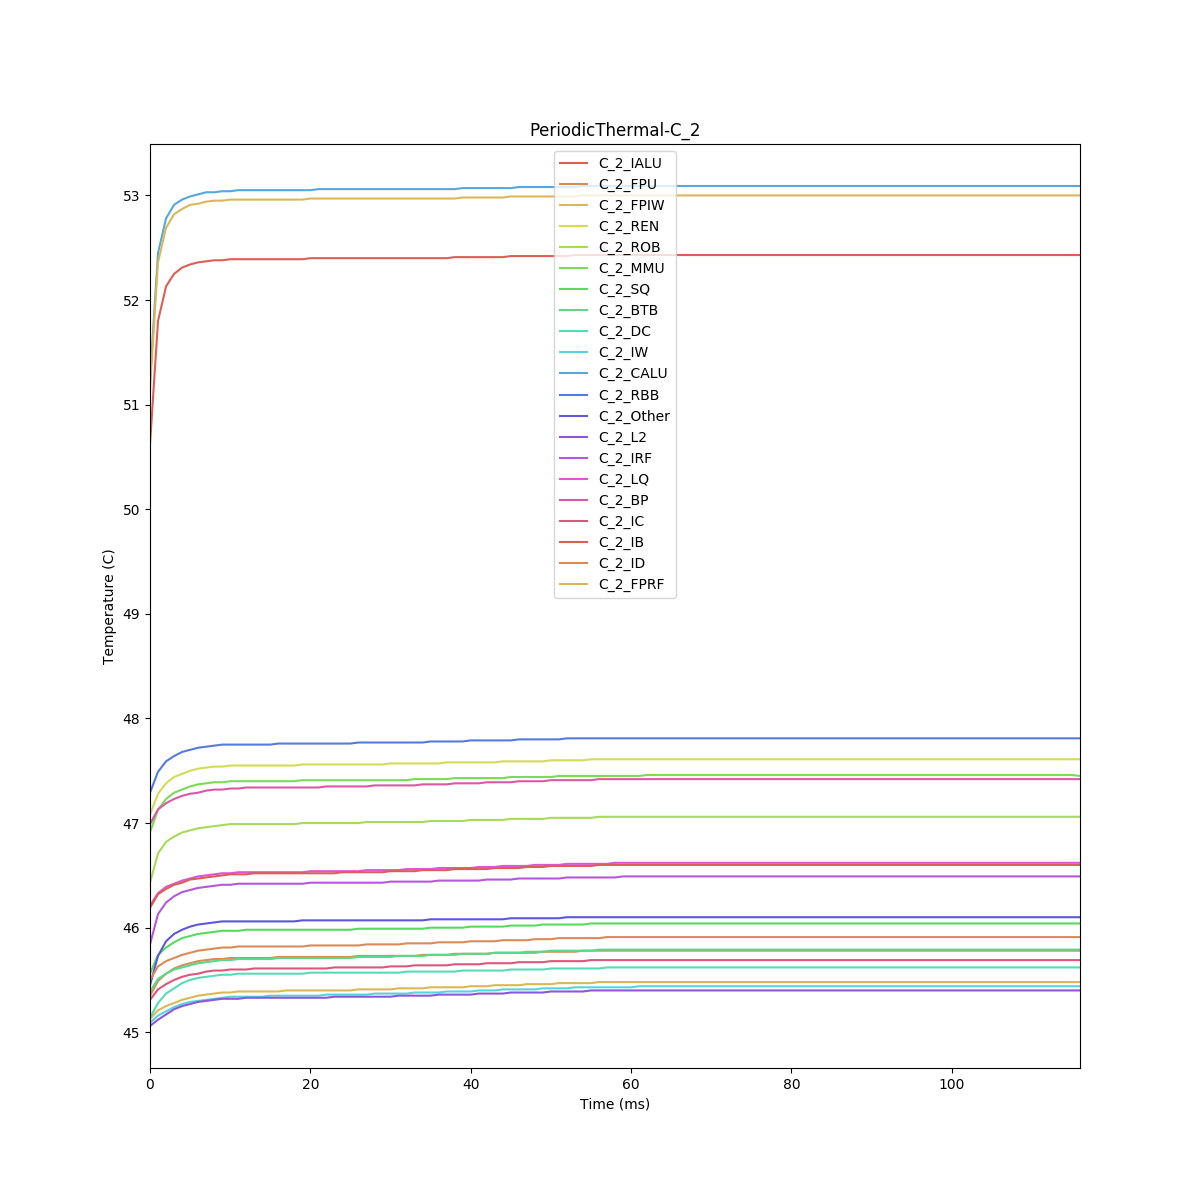 PeriodicThermal-C_2
C_2_IALU
C_2_FPU
C_2_FPIW
C_2_REN
C_2_ROB
C_2_MMU
C_2_SQ
C_2_BTB
C_2_DC
C_2_IW
C_2_CALU
C_2_RBB
C_2_Other
C_2_L2
C_2_IRF
C_2_LQ
C_2_BP
C_2_IC
C_2_IB
C_2_ID
C_2_FPRF
53
52
51
50
49
48
47
46
45
Temperature (C)
0 20 40 60 80 100
Time (ms)